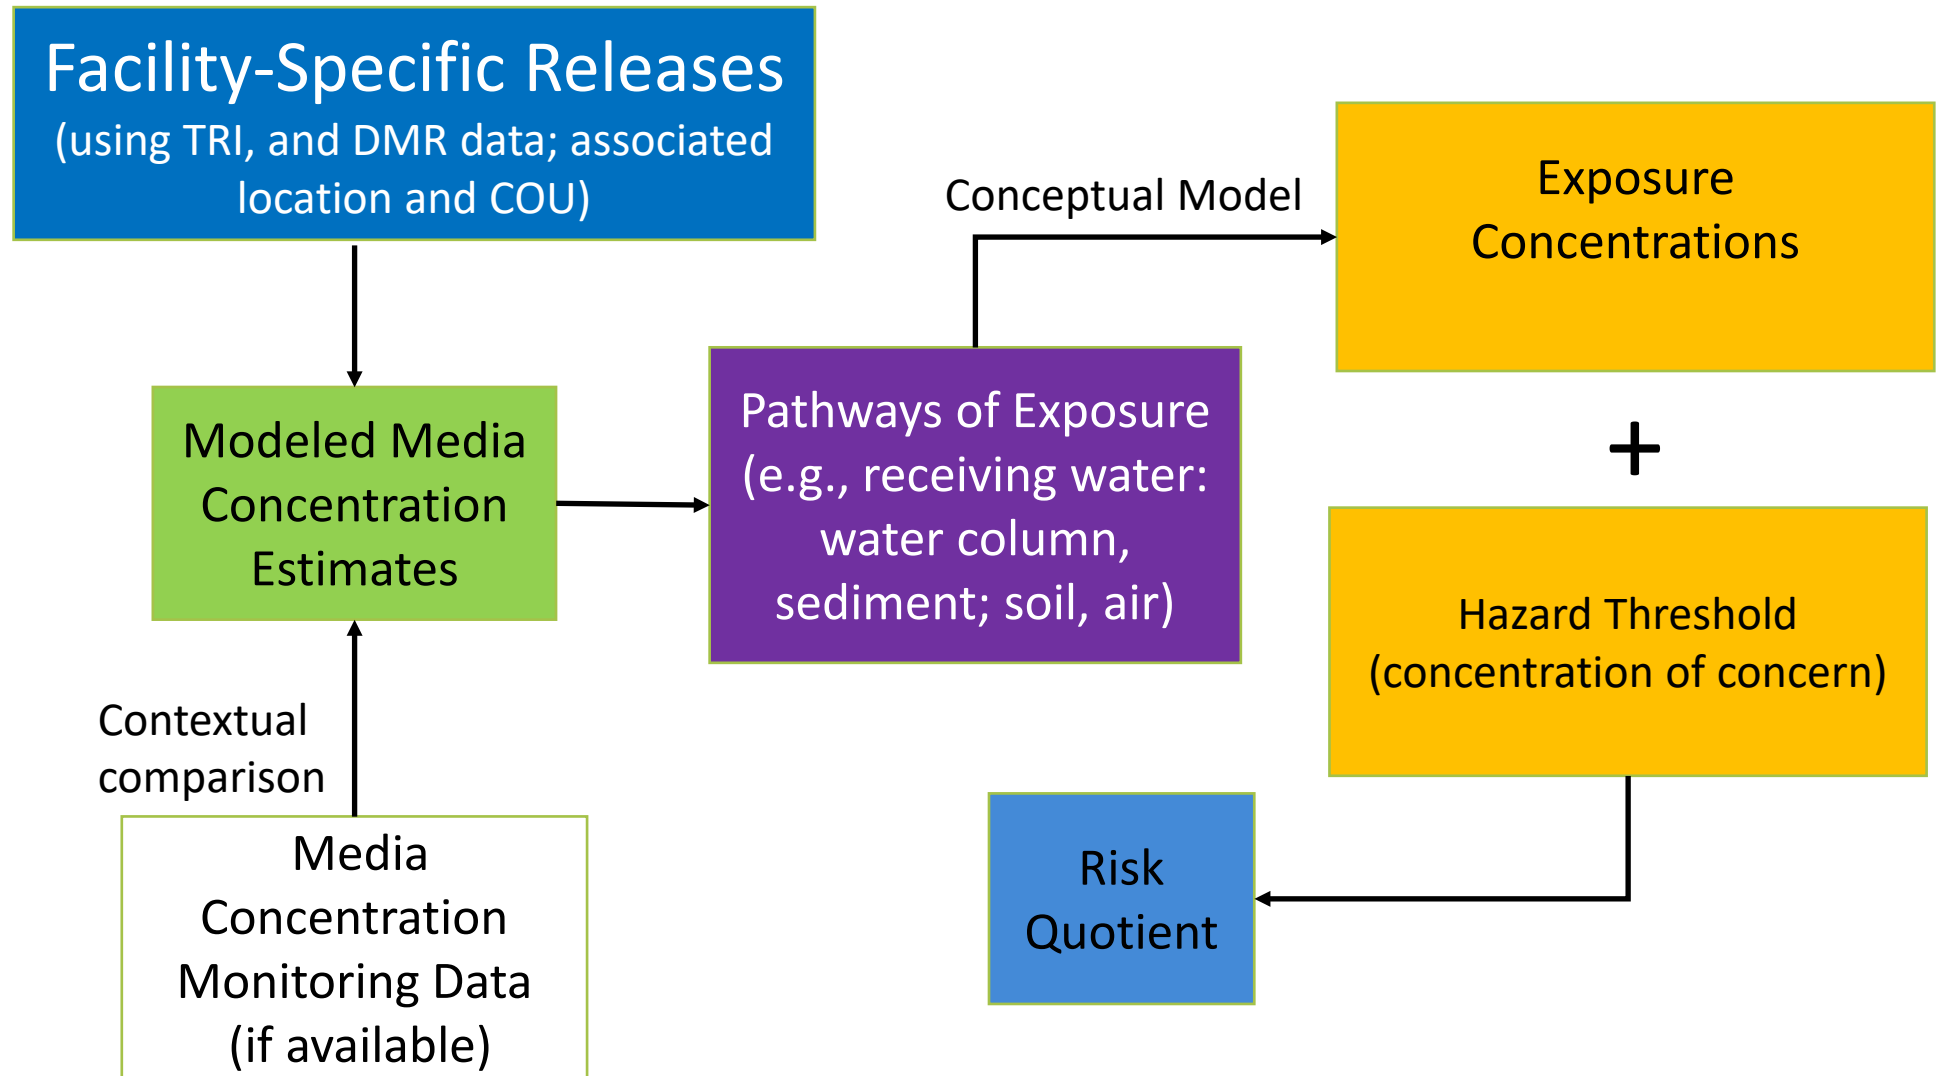 Facility-Specific Releases
(using TRI, and DMR data; associated
location and COU)
Conceptual Model
Exposure
Concentrations
Modeled Media
Concentration
Estimates
Pathways of Exposure
(e.g., receiving water:
water column,
sediment; soil, air)
+
Hazard Threshold
(concentration of concern)
Contextual
comparison
Media
Concentration
Monitoring Data
(if available)
Risk
Quotient